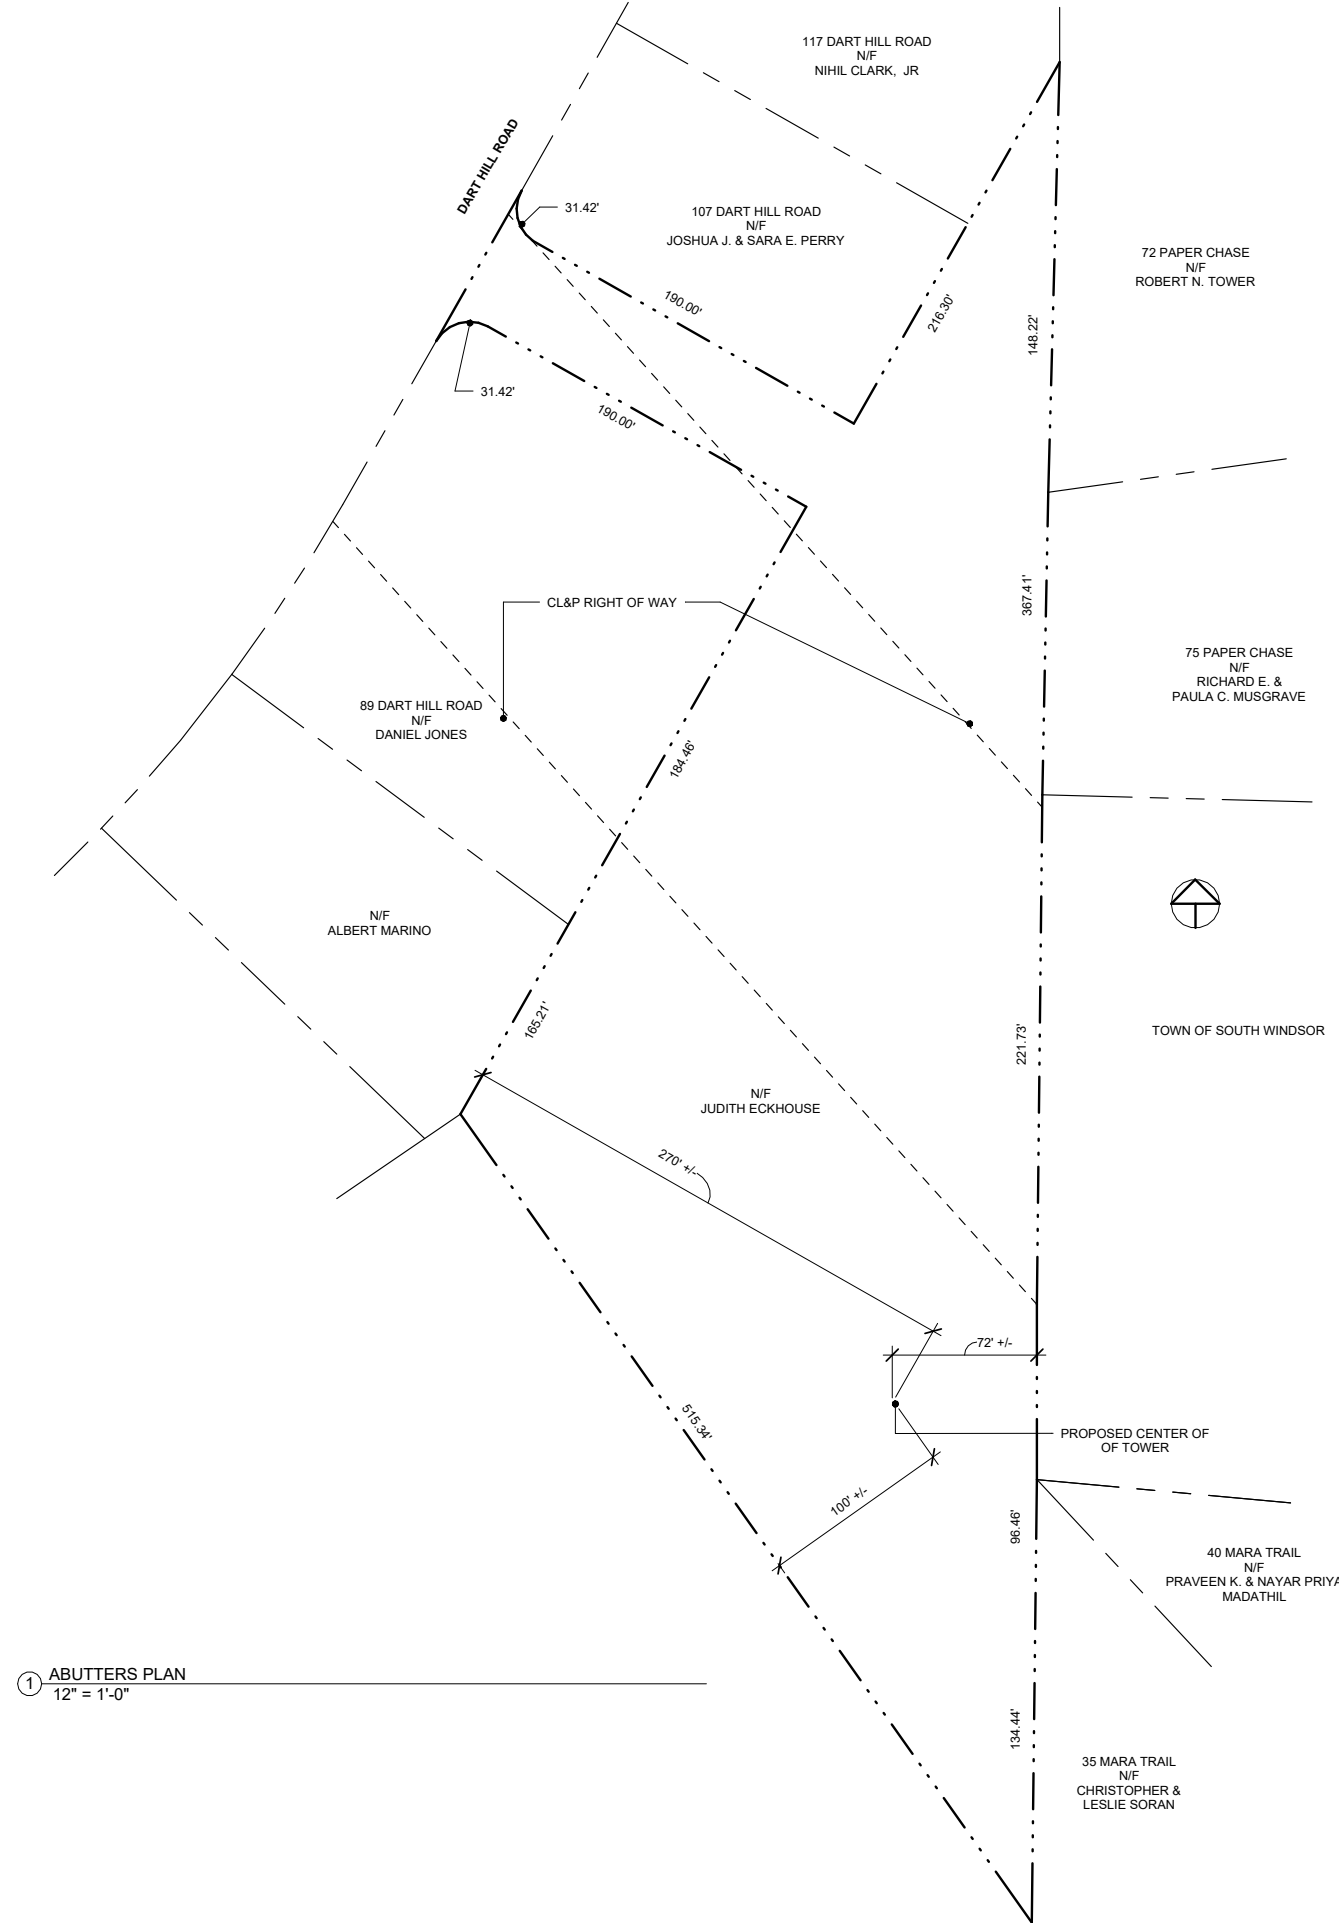 117 DART HILL ROAD
N/F
NIHIL CLARK, JR
DART HILL ROAD
31.42'
107 DART HILL ROAD
N/F
JOSHUA J. & SARA E. PERRY
72 PAPER CHASE
N/F
ROBERT N. TOWER
190.00'
216.30'
148.22'
31.42'
190.00'
367.41'
CL&P RIGHT OF WAY
75 PAPER CHASE
N/F
RICHARD E. &
PAULA C. MUSGRAVE
89 DART HILL ROAD
N/F
DANIEL JONES
184.46'
N/F
ALBERT MARINO
165.21'
221.73'
TOWN OF SOUTH WINDSOR
N/F
JUDITH ECKHOUSE
270' +/-
72' +/-
515.34'
PROPOSED CENTER OF
OF TOWER
100' +/-
96.46'
40 MARA TRAIL
N/F
PRAVEEN K. & NAYAR PRIYA
MADATHIL
1
ABUTTERS PLAN
12" = 1'-0"
134.44'
35 MARA TRAIL
N/F
CHRISTOPHER &
LESLIE SORAN